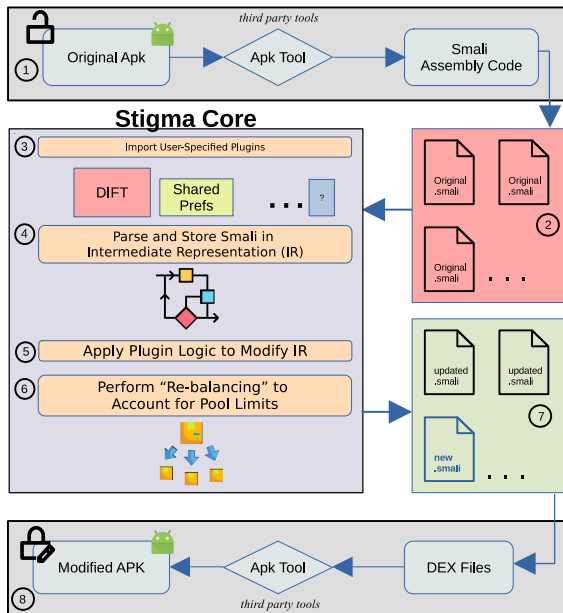 third party tools
1
Original Apk
Apk Tool
Smali
Assembly Code
Stigma Core
3
Import User-Specified Plugins
DIFT
Shared
Prefs
...
?
4
Parse and Store Smali in
Intermediate Representation (IR)
5
Apply Plugin Logic to Modify IR
6
Perform “Re-balancing” to
Account for Pool Limits
Original
.smali
Original
.smali
2
Original
.smali
. . .
updated
.smali
updated
.smali
7
new
.smali
. . .
8
Modified APK
Apk Tool
DEX Files
third party tools